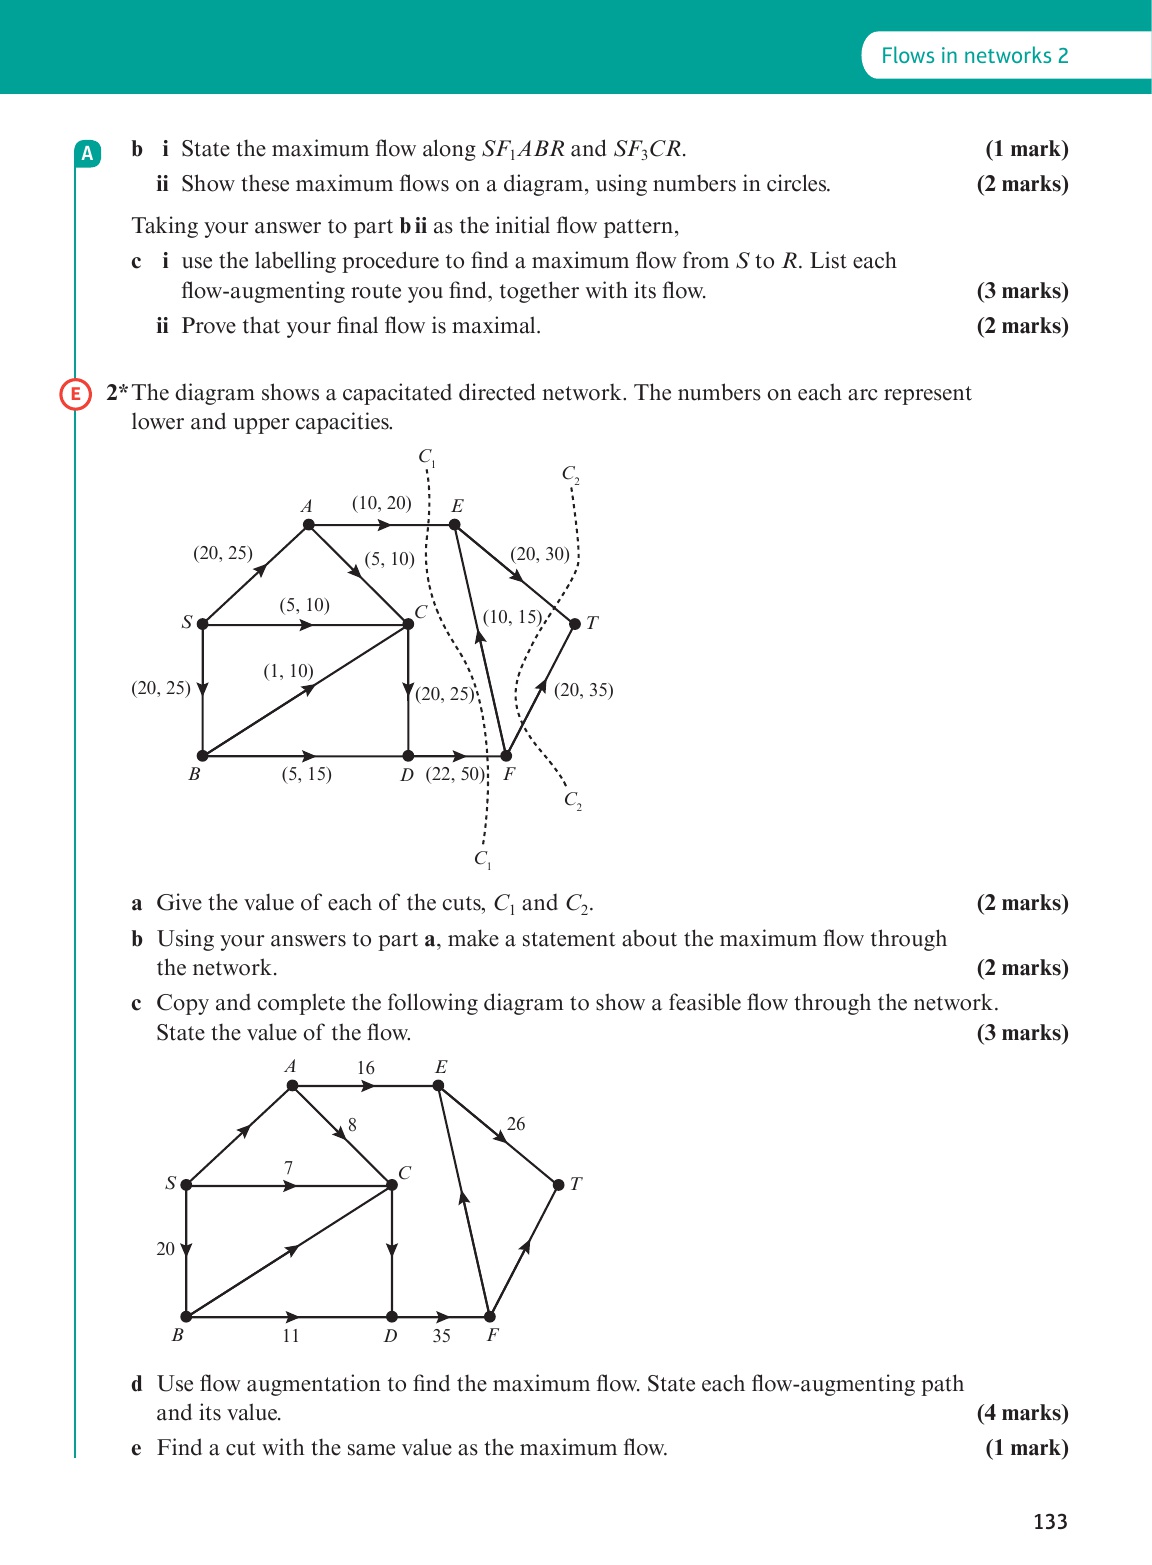 Flows in networks 2
A
b i State the maximum flow along SF₁ABR and SF₃CR. (1 mark)
ii Show these maximum flows on a diagram, using numbers in circles. (2 marks)
Taking your answer to part b ii as the initial flow pattern,
c i use the labelling procedure to find a maximum flow from S to R. List each
flow-augmenting route you find, together with its flow. (3 marks)
ii Prove that your final flow is maximal. (2 marks)
E 2* The diagram shows a capacitated directed network. The numbers on each arc represent
lower and upper capacities.
C₁
C₂
A (10, 20) E
(20, 25) (5, 10) (20, 30)
S (5, 10) C (10, 15) T
(1, 10)
(20, 25) (20, 25) (20, 35)
B (5, 15) D (22, 50) F
C₂
C₁
a Give the value of each of the cuts, C₁ and C₂. (2 marks)
b Using your answers to part a, make a statement about the maximum flow through
the network. (2 marks)
c Copy and complete the following diagram to show a feasible flow through the network.
State the value of the flow. (3 marks)
A 16 E
8 26
S 7 C T
20
B 11 D 35 F
d Use flow augmentation to find the maximum flow. State each flow-augmenting path
and its value. (4 marks)
e Find a cut with the same value as the maximum flow. (1 mark)
133